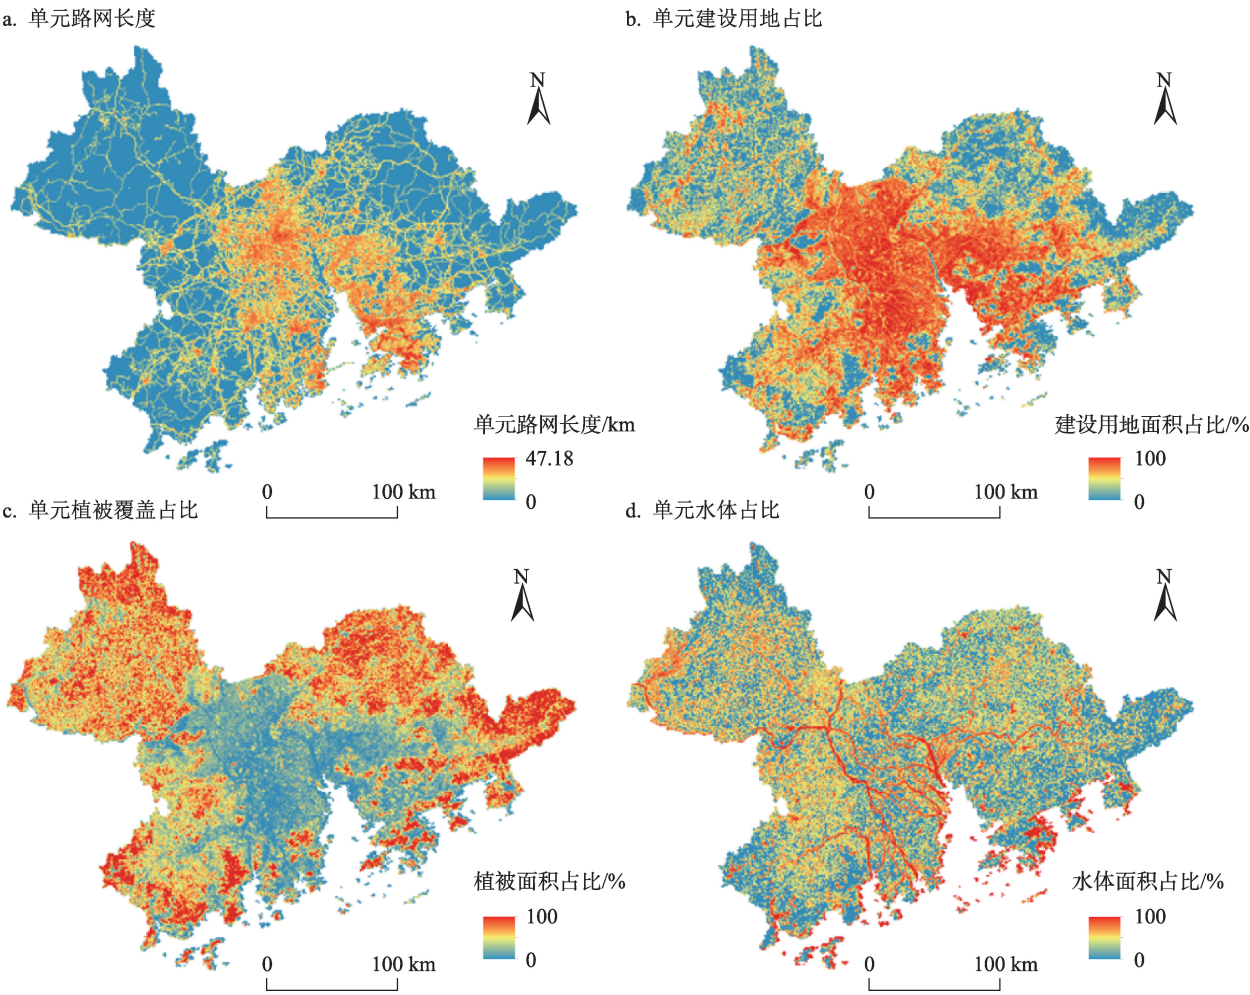 a. 单元路网长度
N
单元路网长度/km
47.18
0
0 100 km
b. 单元建设用地占比
N
建设用地面积占比/%
100
0
0 100 km
c. 单元植被覆盖占比
N
植被面积占比/%
100
0
0 100 km
d. 单元水体占比
N
水体面积占比/%
100
0
0 100 km